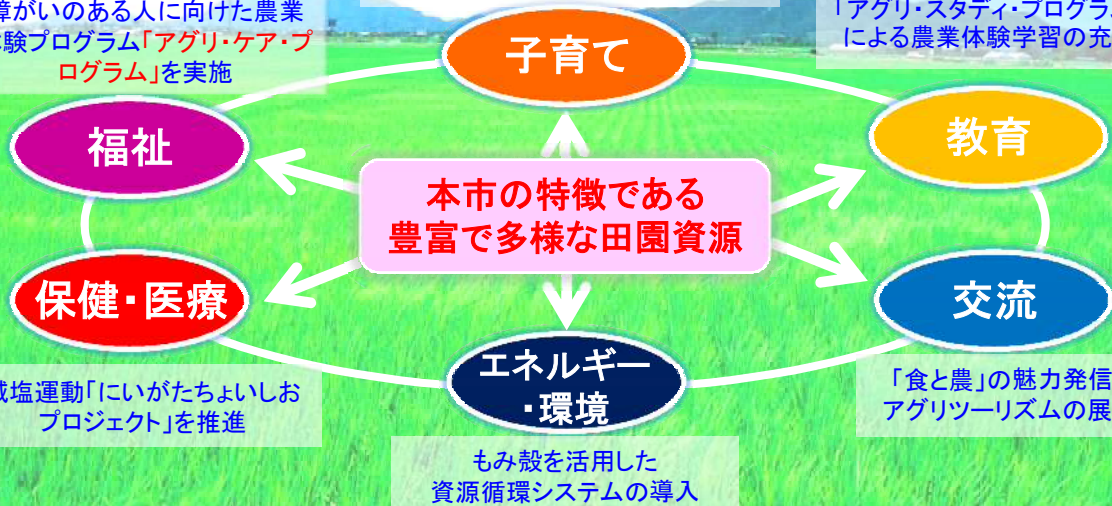 障がいのある人に向けた農業
験プログラム「アグリ・ケア・プ
ログラム」を実施
子育て
「アグリ・スタディ・プログラ
による農業体験学習の充
福祉
教育
本市の特徴である
豊富で多様な田園資源
保健・医療
交流
エネルギー
・環境
塩運動「にいがたちょいしお
プロジェクト」を推進
「食と農」の魅力発信
アグリツーリズムの展
もみ殻を活用した
資源循環システムの導入